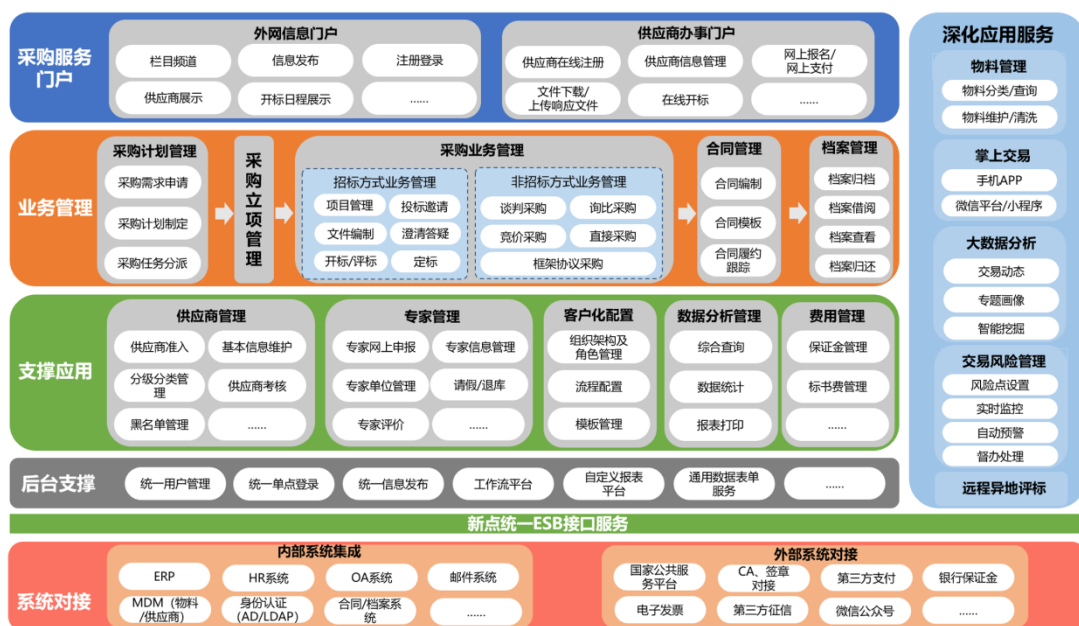 采购服务
门户
外网信息门户
栏目频道
信息发布
注册登录
供应商展示
开标日程展示
……
供应商办事门户
供应商在线注册
供应商信息管理
网上报名/
网上支付
文件下载/
上传响应文件
在线开标
……
业务管理
采购计划管理
采购需求申请
采购计划制定
采购任务分派
采购立项管理
采购业务管理
招标方式业务管理
项目管理
投标邀请
文件编制
澄清答疑
开标/评标
定标
非招标方式业务管理
谈判采购
询比采购
竞价采购
直接采购
框架协议采购
合同管理
合同编制
合同模板
合同履约
跟踪
档案管理
档案归档
档案借阅
档案查看
档案归还
支撑应用
供应商管理
供应商准入
基本信息维护
分级分类管
理
供应商考核
黑名单管理
……
专家管理
专家网上申报
专家信息管理
专家单位管理
请假/退库
专家评价
……
客户化配置
组织架构及
角色管理
流程配置
模板管理
数据分析管理
综合查询
数据统计
报表打印
费用管理
保证金管理
标书费管理
……
后台支撑
统一用户管理
统一单点登录
统一信息发布
工作流平台
自定义报表
平台
通用数据表单
服务
……
深化应用服务
物料管理
物料分类/查询
物料维护/清洗
掌上交易
手机APP
微信平台/小程序
大数据分析
交易动态
专题画像
智能挖掘
交易风险管理
风险点设置
实时监控
自动预警
督办处理
远程异地评标
新点统一ESB接口服务
系统对接
内部系统集成
ERP
HR系统
OA系统
邮件系统
MDM（物料
/供应商）
身份认证
(AD/LDAP）
合同/档案系
统
……
外部系统对接
国家公共服
务平台
CA、签章
对接
第三方支付
银行保证金
电子发票
第三方征信
微信公众号
……